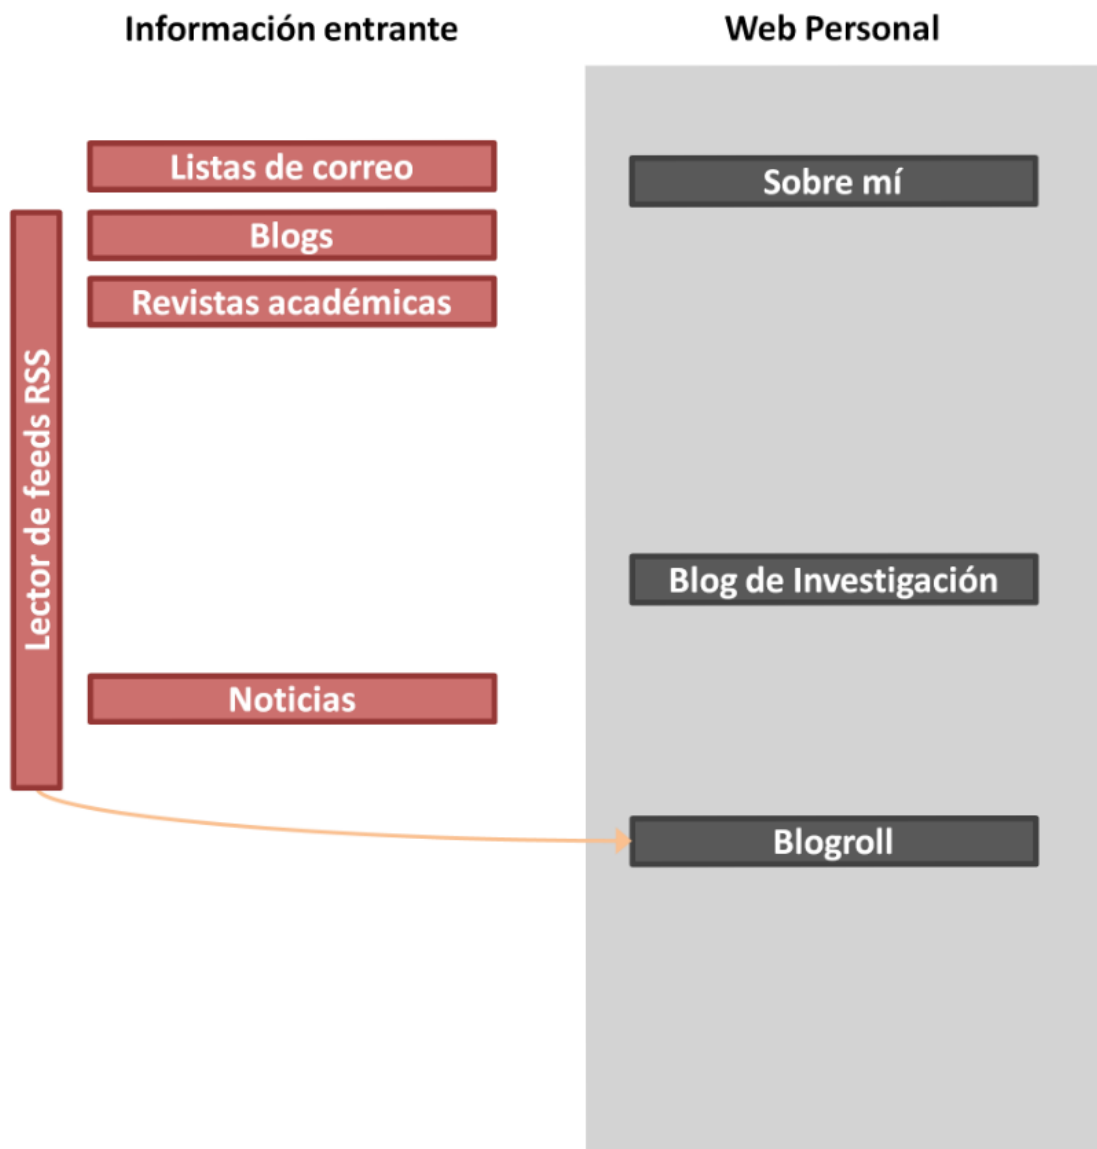 Información entrante
Web Personal
Listas de correo
Blogs
Revistas académicas
Lector de feeds RSS
Noticias
Sobre mí
Blog de Investigación
Blogroll